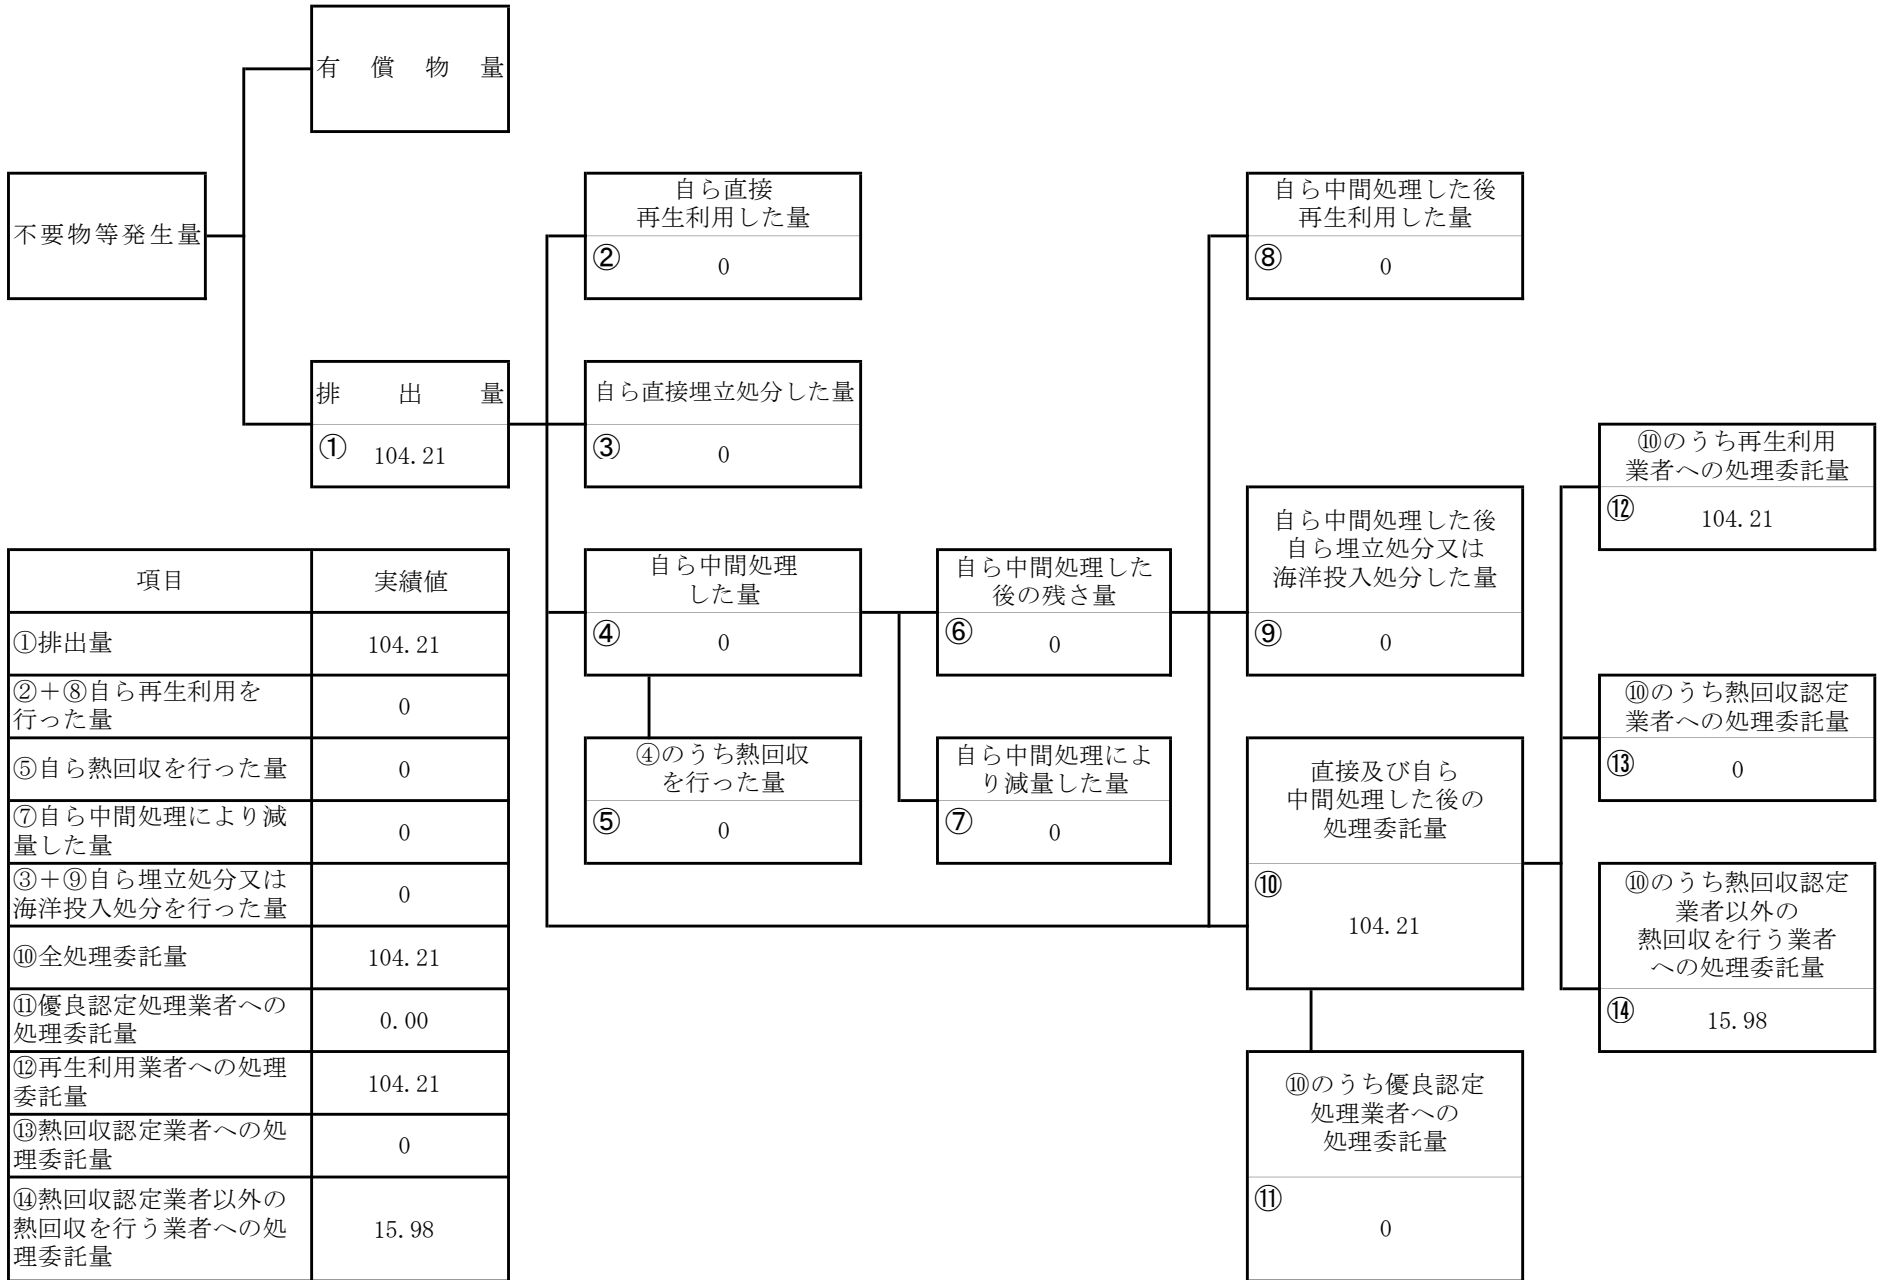 有償物量
不要物等発生量
排出量
① 104.21
自ら直接
再生利用した量
② 0
自ら直接埋立処分した量
③ 0
自ら中間処理
した量
④ 0
④のうち熱回収
を行った量
⑤ 0
自ら中間処理した
後の残さ量
⑥ 0
自ら中間処理によ
り減量した量
⑦ 0
自ら中間処理した後
再生利用した量
⑧ 0
自ら中間処理した後
自ら埋立処分又は
海洋投入処分した量
⑨ 0
直接及び自ら
中間処理した後の
処理委託量
⑩
104.21
⑩のうち優良認定
処理業者への
処理委託量
⑪
0
⑩のうち再生利用
業者への処理委託量
⑫ 104.21
⑩のうち熱回収認定
業者への処理委託量
⑬ 0
⑩のうち熱回収認定
業者以外の
熱回収を行う業者
への処理委託量
⑭ 15.98
項目 実績値
①排出量 104.21
②+⑧自ら再生利用を
行った量
0
⑤自ら熱回収を行った量 0
⑦自ら中間処理により減
量した量
0
③+⑨自ら埋立処分又は
海洋投入処分を行った量
0
⑩全処理委託量 104.21
⑪優良認定処理業者への
処理委託量
0.00
⑫再生利用業者への処理
委託量
104.21
⑬熱回収認定業者への処
理委託量
0
⑭熱回収認定業者以外の
熱回収を行う業者への処
理委託量
15.98